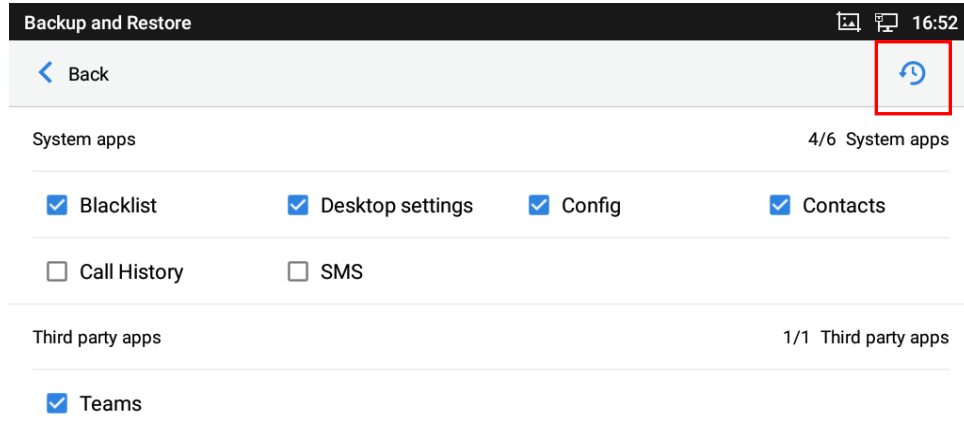 Backup and Restore 16:52
Back
System apps 4/6 System apps
Blacklist Desktop settings Config Contacts
Call History SMS
Third party apps 1/1 Third party apps
Teams